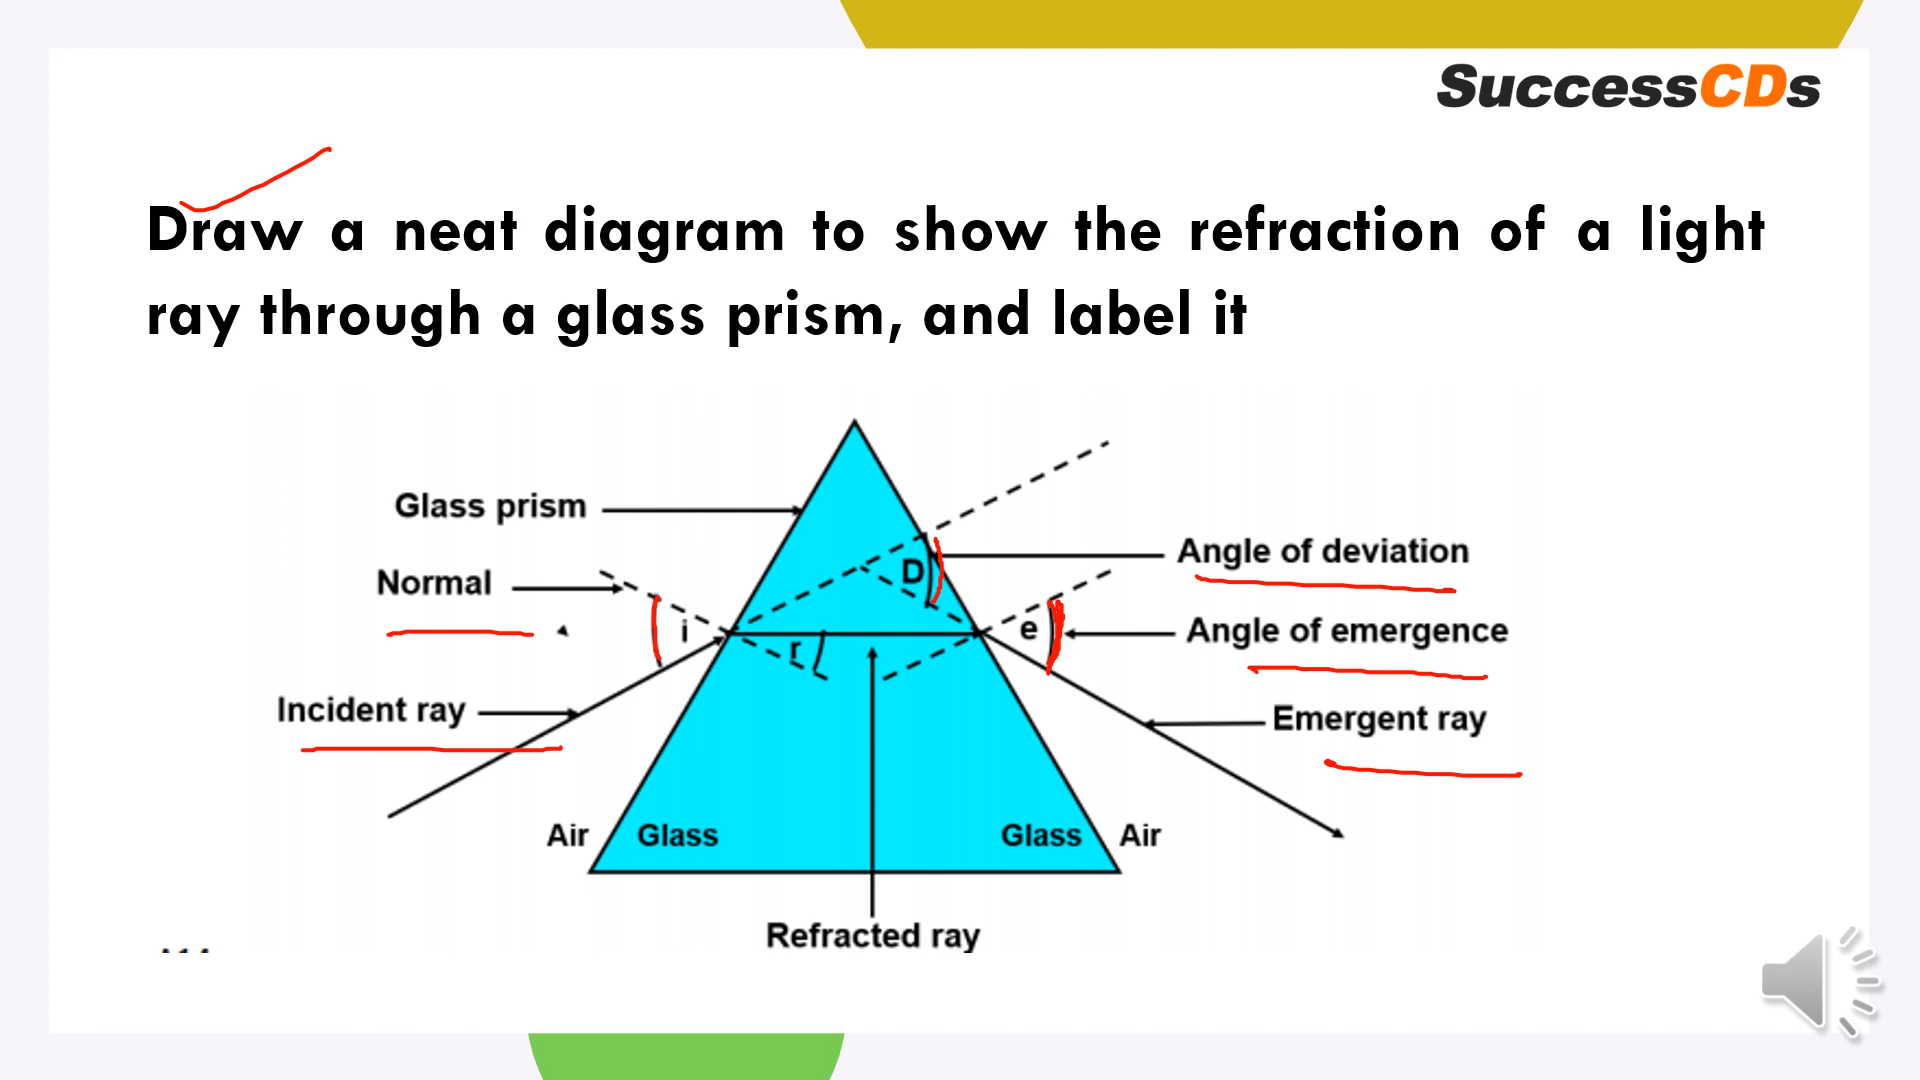 SuccessCDs
Draw a neat diagram to show the refraction of a light
ray through a glass prism, and label it
Glass prism
Normal
Incident ray
i
r
D
e
Angle of deviation
Angle of emergence
Emergent ray
Air
Glass
Glass
Air
Refracted ray